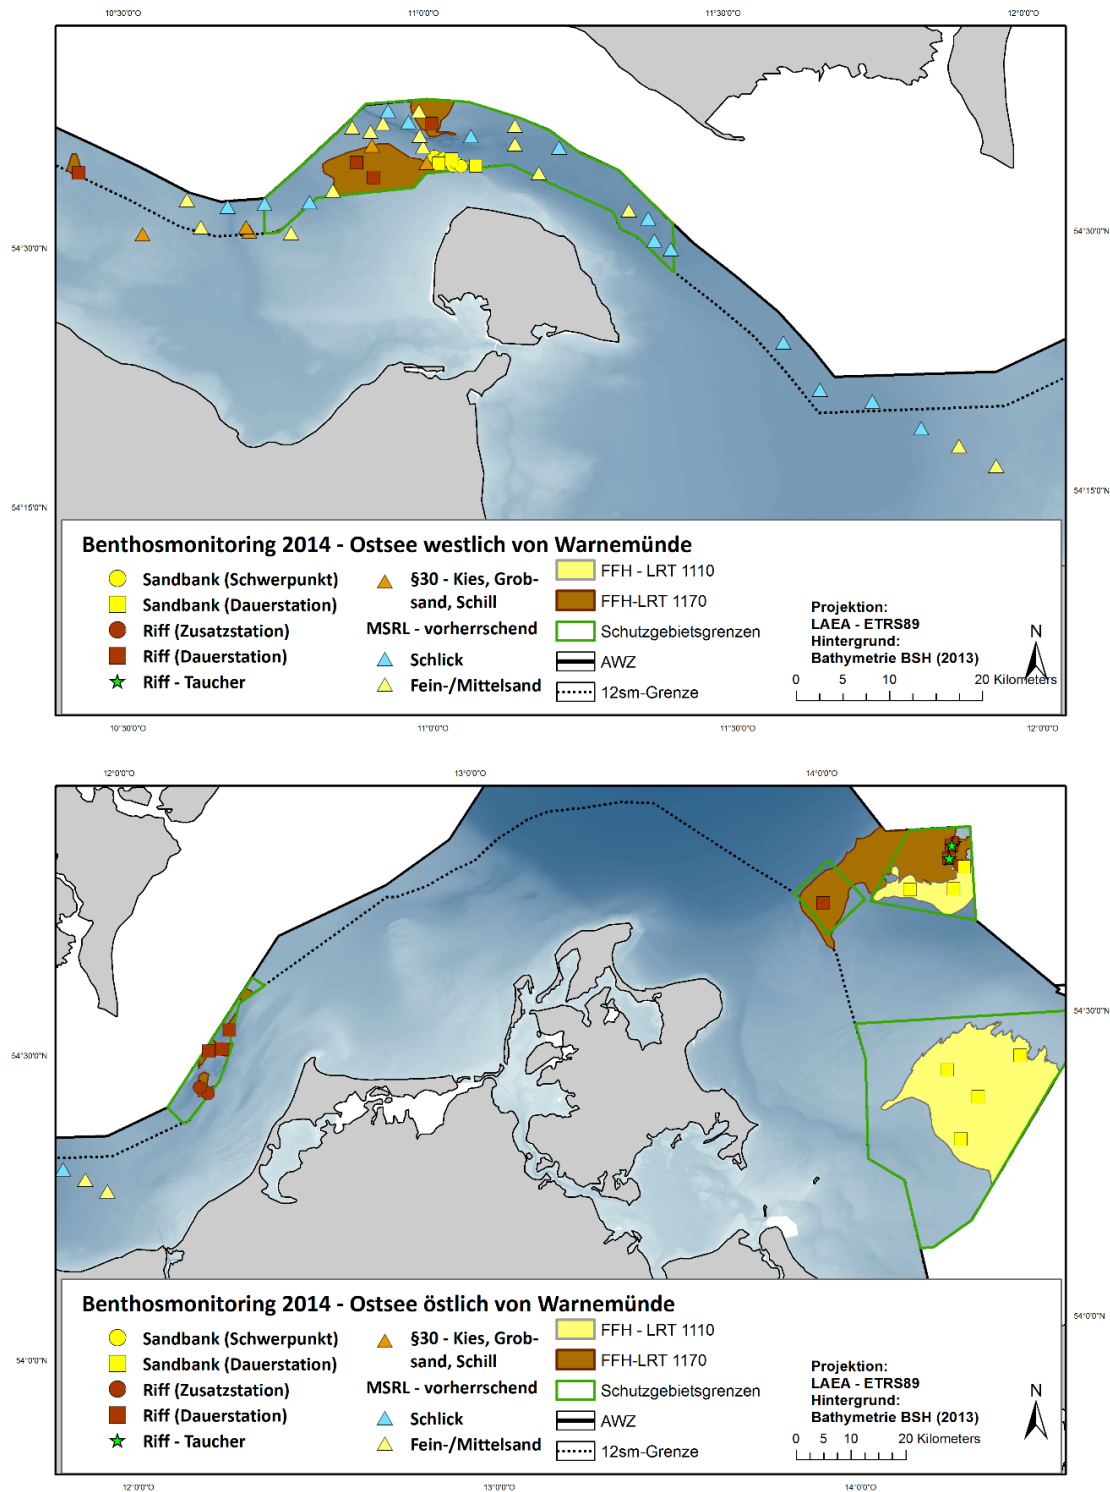 10°30'0"O 11°0'0"O 11°30'0"O 12°0'0"O
54°30'0"N 54°30'0"N
54°15'0"N 54°15'0"N
Benthosmonitoring 2014 - Ostsee westlich von Warnemünde
Sandbank (Schwerpunkt)
Sandbank (Dauerstation)
Riff (Zusatzstation)
Riff (Dauerstation)
Riff - Taucher
§30 - Kies, Grob-
sand, Schill
MSRL - vorherrschend
Schlick
Fein-/Mittelsand
FFH - LRT 1110
FFH-LRT 1170
Schutzgebietsgrenzen
AWZ
12sm-Grenze
Projektion:
LAEA - ETRS89
Hintergrund:
Bathymetrie BSH (2013)
N
0 5 10 20 Kilometers
10°30'0"O 11°0'0"O 11°30'0"O 12°0'0"O
12°0'0"O 13°0'0"O 14°0'0"O
54°30'0"N 54°30'0"N
54°0'0"N 54°0'0"N
Benthosmonitoring 2014 - Ostsee östlich von Warnemünde
Sandbank (Schwerpunkt)
Sandbank (Dauerstation)
Riff (Zusatzstation)
Riff (Dauerstation)
Riff - Taucher
§30 - Kies, Grob-
sand, Schill
MSRL - vorherrschend
Schlick
Fein-/Mittelsand
FFH - LRT 1110
FFH-LRT 1170
Schutzgebietsgrenzen
AWZ
12sm-Grenze
Projektion:
LAEA - ETRS89
Hintergrund:
Bathymetrie BSH (2013)
N
0 5 10 20 Kilometers
12°0'0"O 13°0'0"O 14°0'0"O